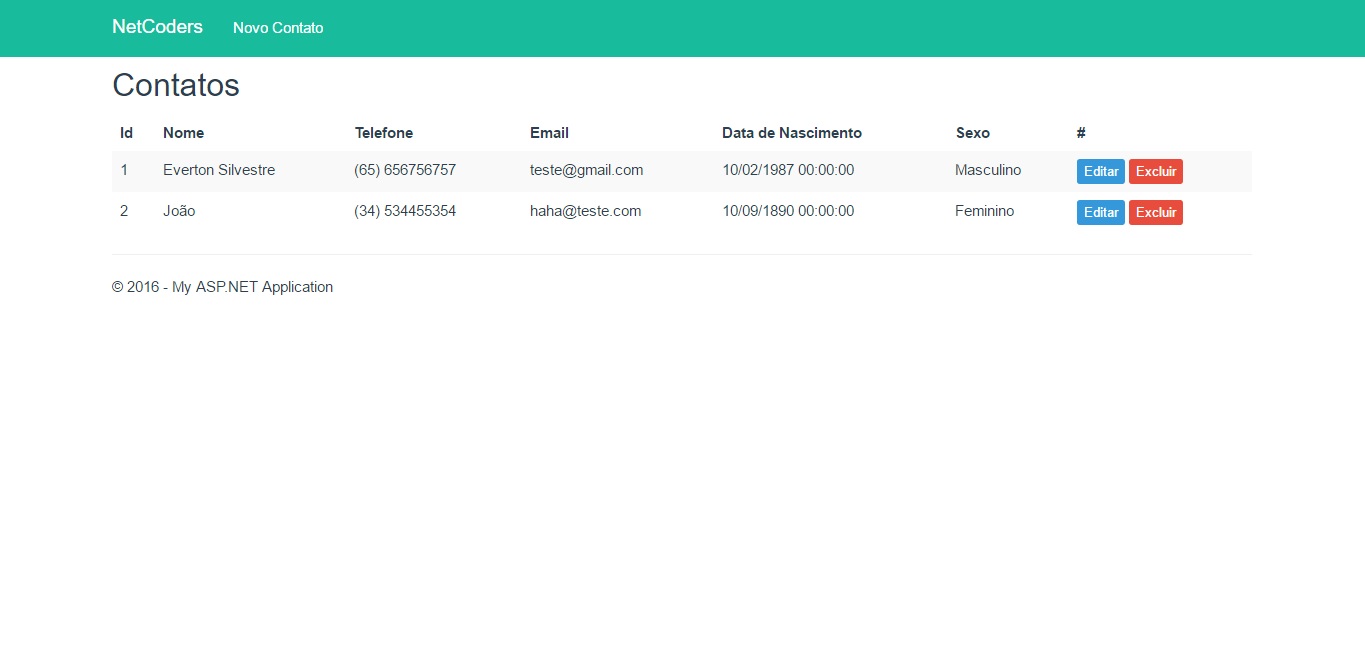 NetCoders Novo Contato
Contatos
Id Nome Telefone Email Data de Nascimento Sexo #
1 Everton Silvestre (65) 656756757 teste@gmail.com 10/02/1987 00:00:00 Masculino Editar Excluir
2 João (34) 534455354 haha@teste.com 10/09/1890 00:00:00 Feminino Editar Excluir
© 2016 - My ASP.NET Application